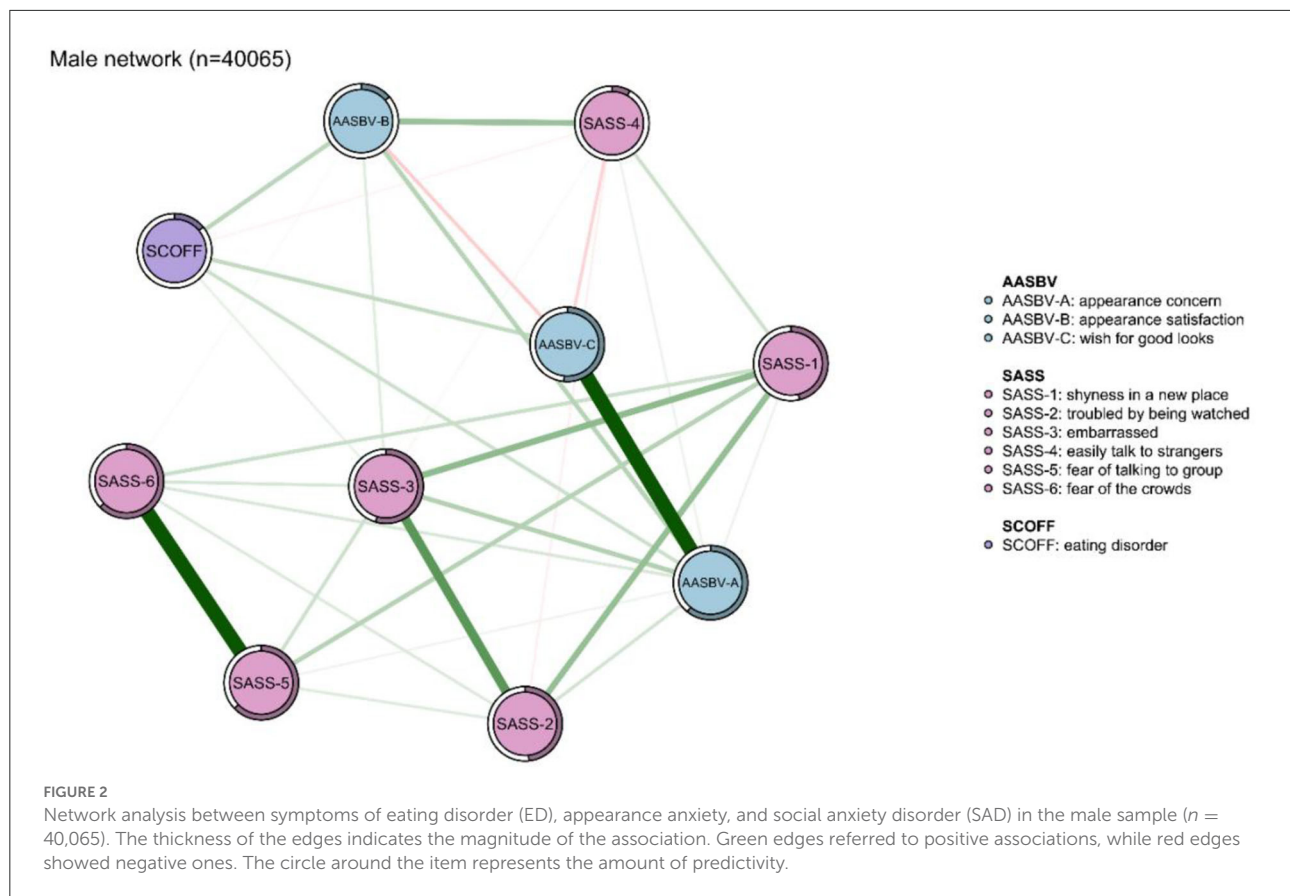 Male network (n=40065)
AASBV-B
SASS-4
SCOFF
AASBV-C
SASS-1
SASS-6
SASS-3
AASBV-A
SASS-5
SASS-2
AASBV
AASBV-A: appearance concern
AASBV-B: appearance satisfaction
AASBV-C: wish for good looks
SASS
SASS-1: shyness in a new place
SASS-2: troubled by being watched
SASS-3: embarrassed
SASS-4: easily talk to strangers
SASS-5: fear of talking to group
SASS-6: fear of the crowds
SCOFF
SCOFF: eating disorder
FIGURE 2
Network analysis between symptoms of eating disorder (ED), appearance anxiety, and social anxiety disorder (SAD) in the male sample (n =
40,065). The thickness of the edges indicates the magnitude of the association. Green edges referred to positive associations, while red edges
showed negative ones. The circle around the item represents the amount of predictivity.